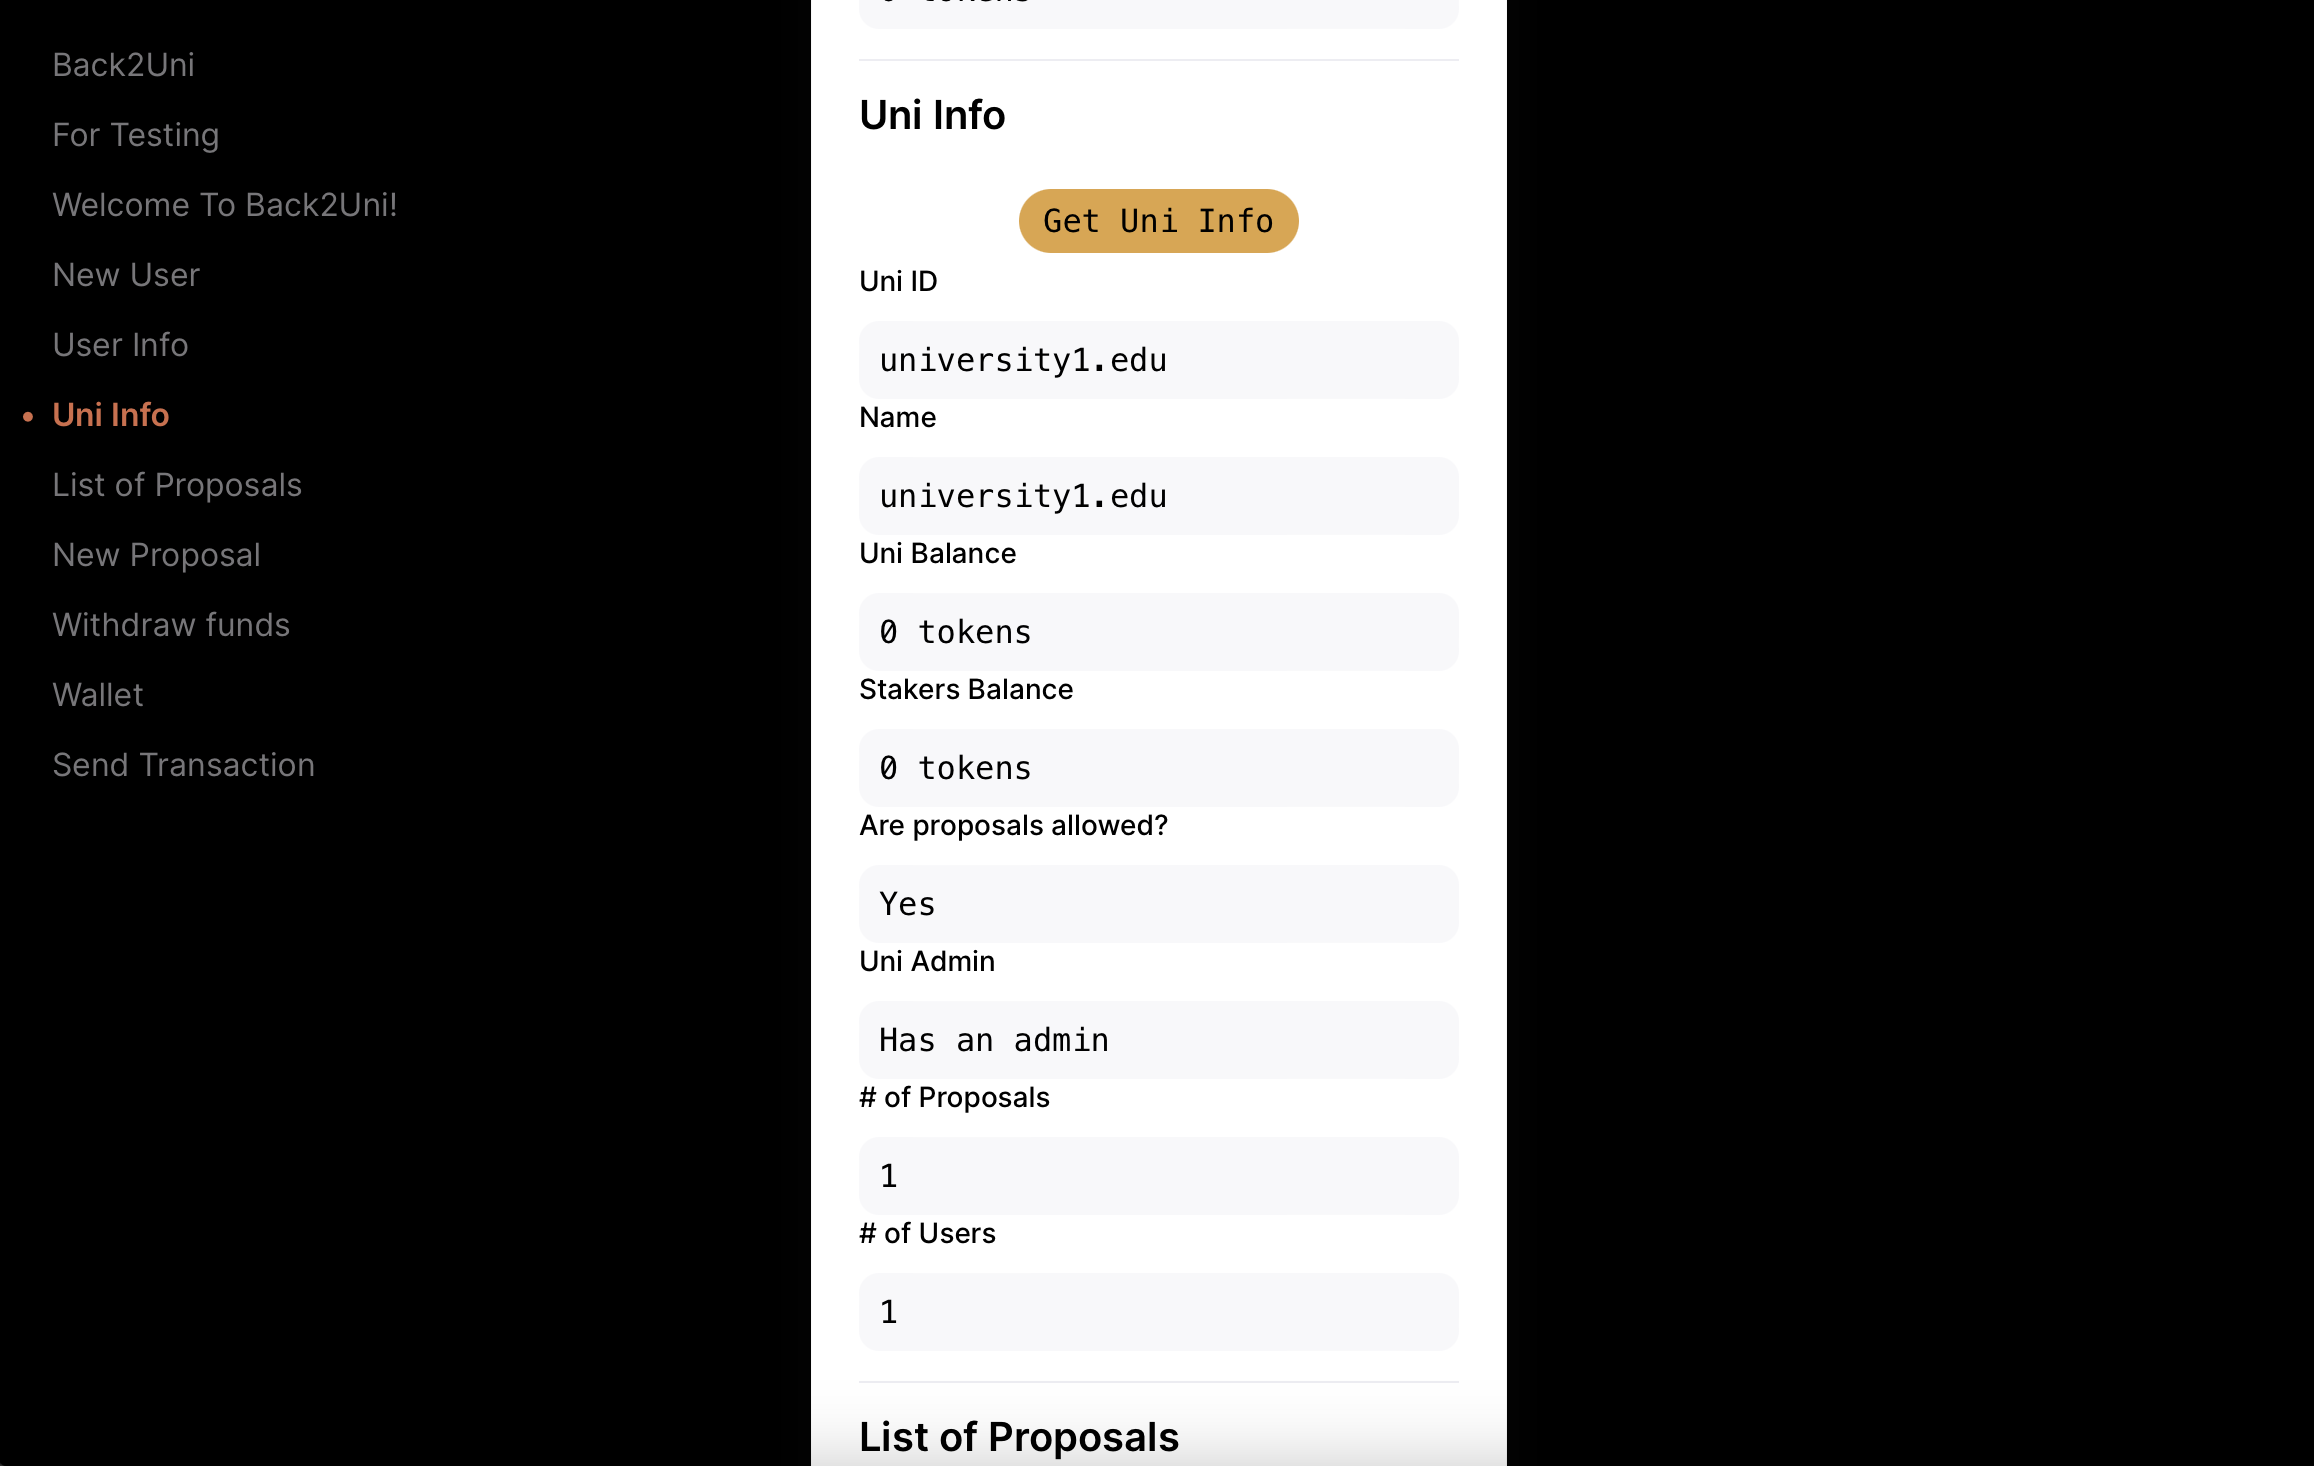 Back2Uni
For Testing
Welcome To Back2Uni!
New User
User Info
Uni Info
List of Proposals
New Proposal
Withdraw funds
Wallet
Send Transaction
Uni Info
Get Uni Info
Uni ID
university1.edu
Name
university1.edu
Uni Balance
0 tokens
Stakers Balance
0 tokens
Are proposals allowed?
Yes
Uni Admin
Has an admin
# of Proposals
1
# of Users
1
List of Proposals